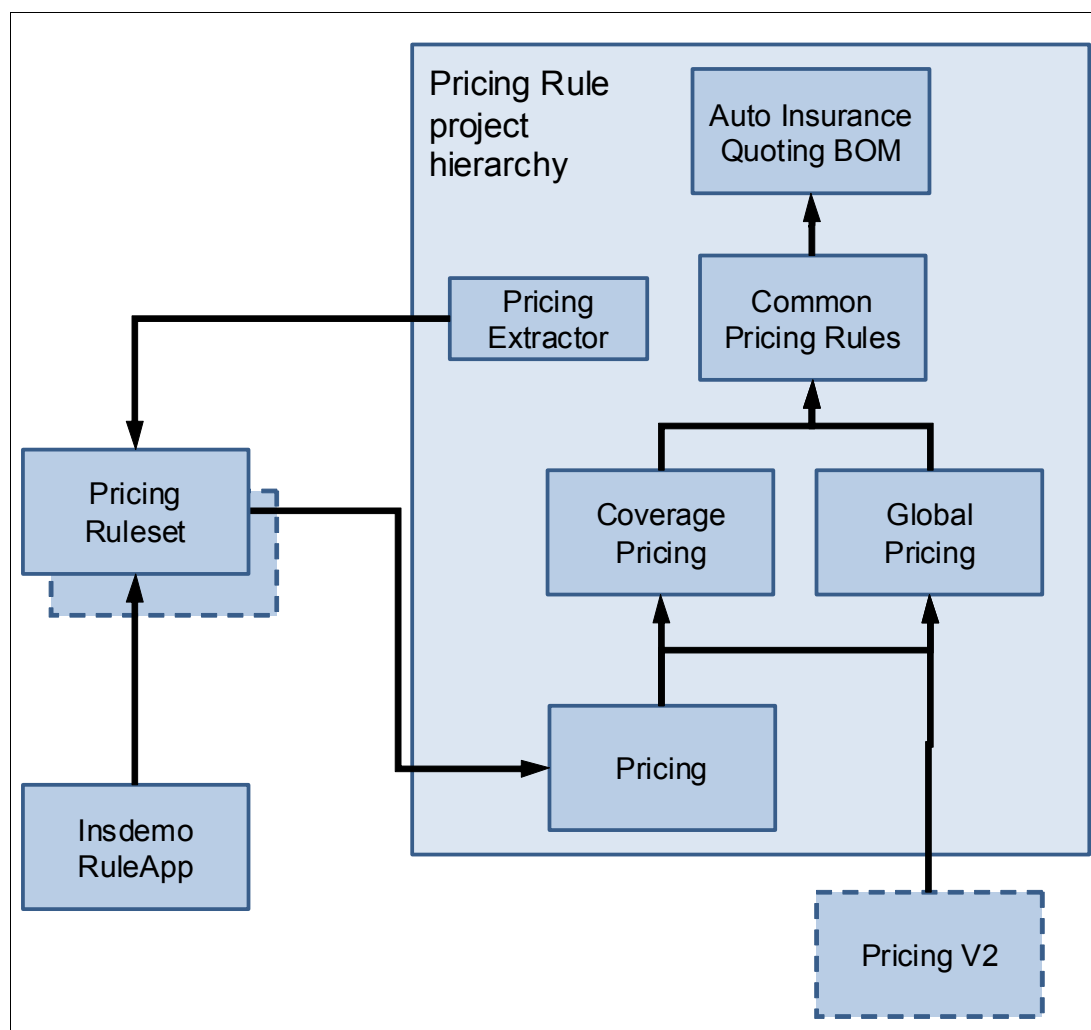 Pricing Rule
project
hierarchy
Auto Insurance
Quoting BOM
Pricing
Extractor
Common
Pricing Rules
Pricing
Ruleset
Coverage
Pricing
Global
Pricing
Pricing
Insdemo
RuleApp
Pricing V2